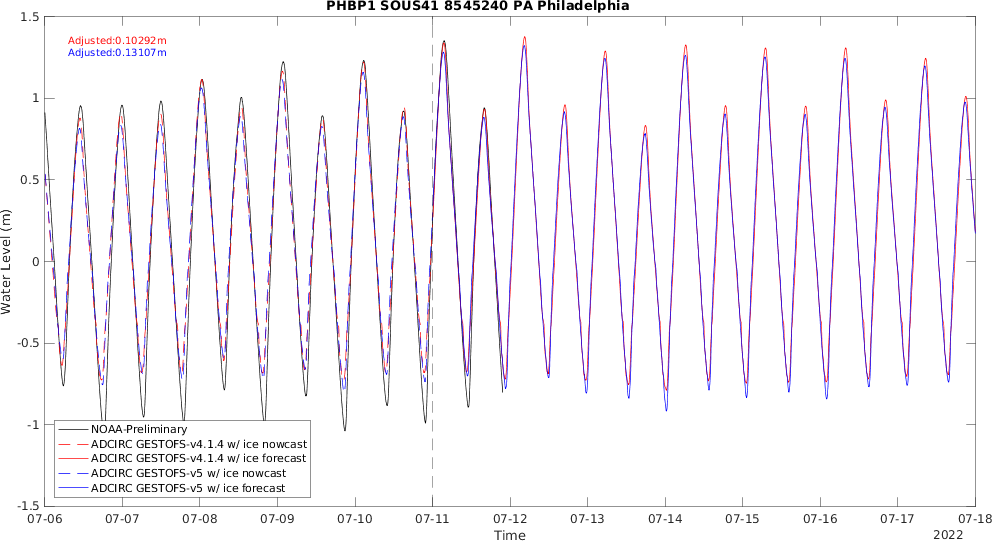 PHBP1 SOUS41 8545240 PA Philadelphia
Adjusted:0.10292m
Adjusted:0.13107m
1.5
1
0.5
0
-0.5
-1
-1.5
Water Level (m)
NOAA-Preliminary
ADCIRC GESTOFS-v4.1.4 w/ ice nowcast
ADCIRC GESTOFS-v4.1.4 w/ ice forecast
ADCIRC GESTOFS-v5 w/ ice nowcast
ADCIRC GESTOFS-v5 w/ ice forecast
07-06 07-07 07-08 07-09 07-10 07-11 07-12 07-13 07-14 07-15 07-16 07-17 07-18
Time
2022